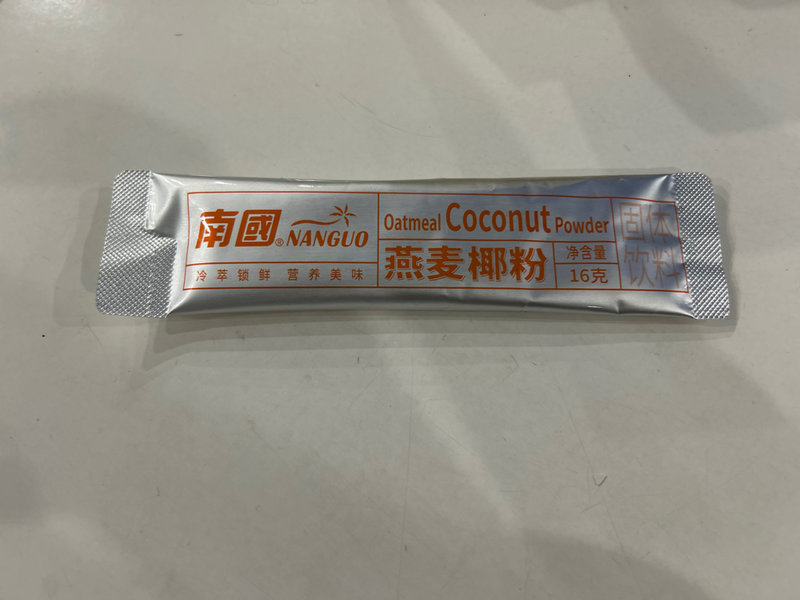 南國® NANGUO
冷萃锁鲜 营养美味
Oatmeal Coconut Powder
燕麦椰粉
净含量
16克
固体
饮料